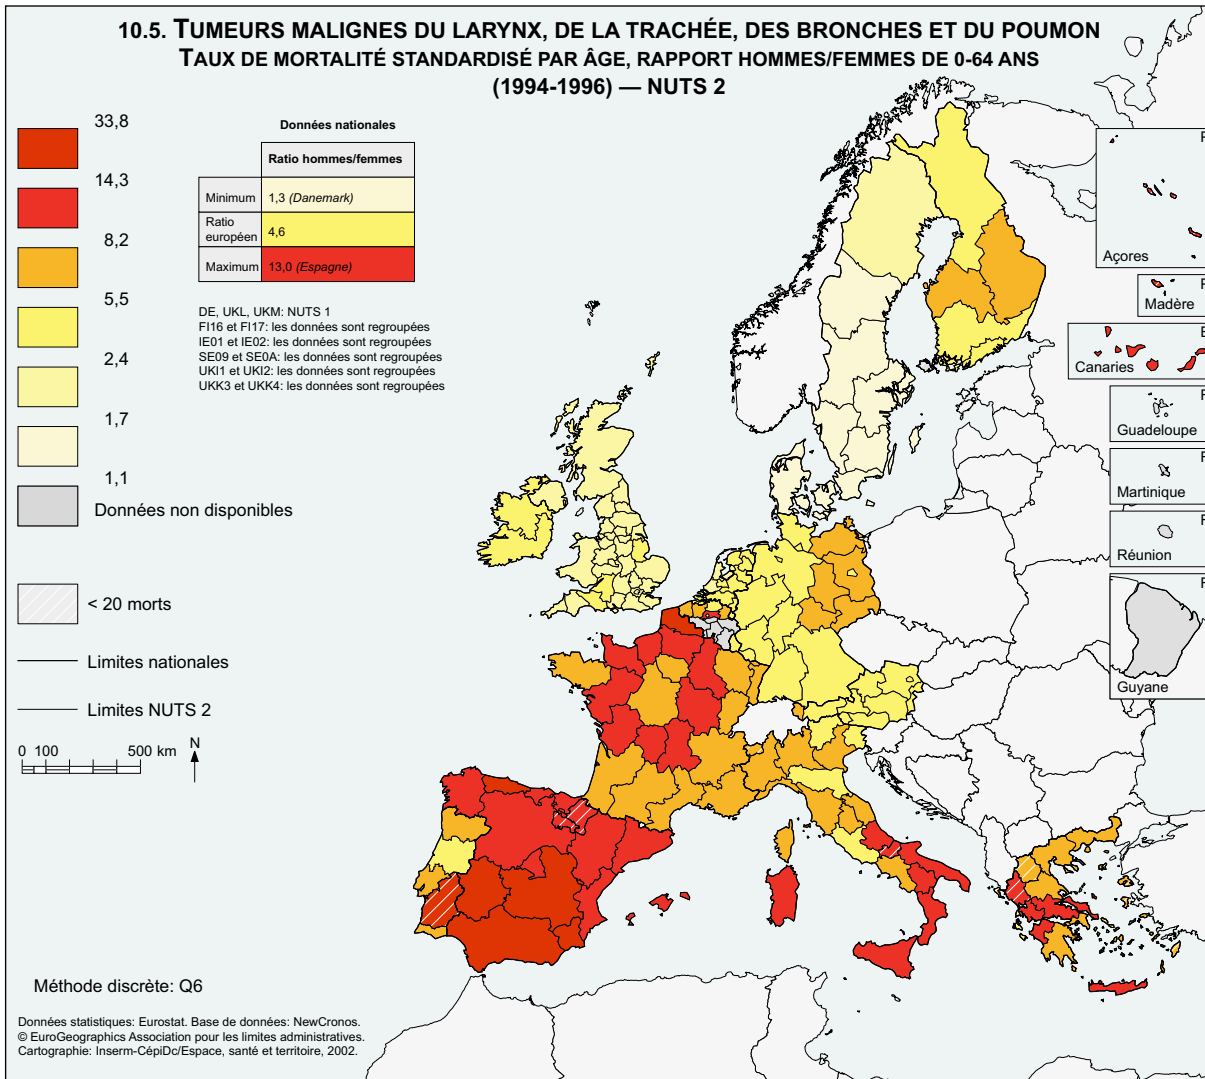 10.5. TUMEURS MALIGNES DU LARYNX, DE LA TRACHÉE, DES BRONCHES ET DU POUMON
TAUX DE MORTALITÉ STANDARDISÉ PAR ÂGE, RAPPORT HOMMES/FEMMES DE 0-64 ANS
(1994-1996) — NUTS 2
33,8
14,3
8,2
5,5
2,4
1,7
1,1
Données non disponibles
< 20 morts
Limites nationales
Limites NUTS 2
0 100 500 km
N
Données nationales
Ratio hommes/femmes
Minimum 1,3 (Danemark)
Ratio européen 4,6
Maximum 13,0 (Espagne)
DE, UKL, UKM: NUTS 1
FI16 et FI17: les données sont regroupées
IE01 et IE02: les données sont regroupées
SE09 et SE0A: les données sont regroupées
UKI1 et UKI2: les données sont regroupées
UKK3 et UKK4: les données sont regroupées
Açores
Madère
Canaries
Guadeloupe
Martinique
Réunion
Guyane
Méthode discrète: Q6
Données statistiques: Eurostat. Base de données: NewCronos.
© EuroGeographics Association pour les limites administratives.
Cartographie: Inserm-CépiDc/Espace, santé et territoire, 2002.